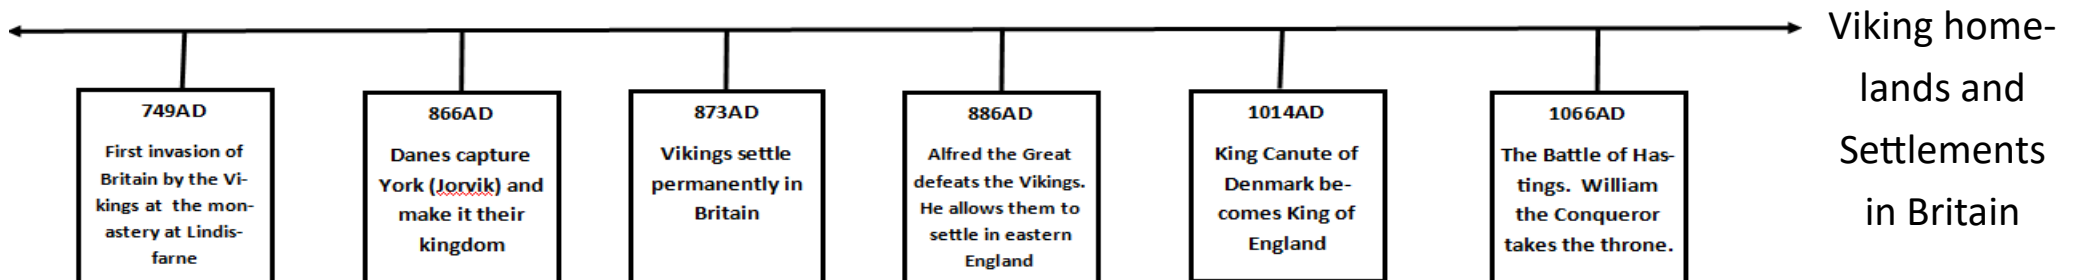 749AD
First invasion of
Britain by the Vi-
kings at the mon-
astery at Lindis-
farne
866AD
Danes capture
York (Jorvik) and
make it their
kingdom
873AD
Vikings settle
permanently in
Britain
886AD
Alfred the Great
defeats the Vikings.
He allows them to
settle in eastern
England
1014AD
King Canute of
Denmark be-
comes King of
England
1066AD
The Battle of Has-
tings. William
the Conqueror
takes the throne.
Viking home-
lands and
Settlements
in Britain